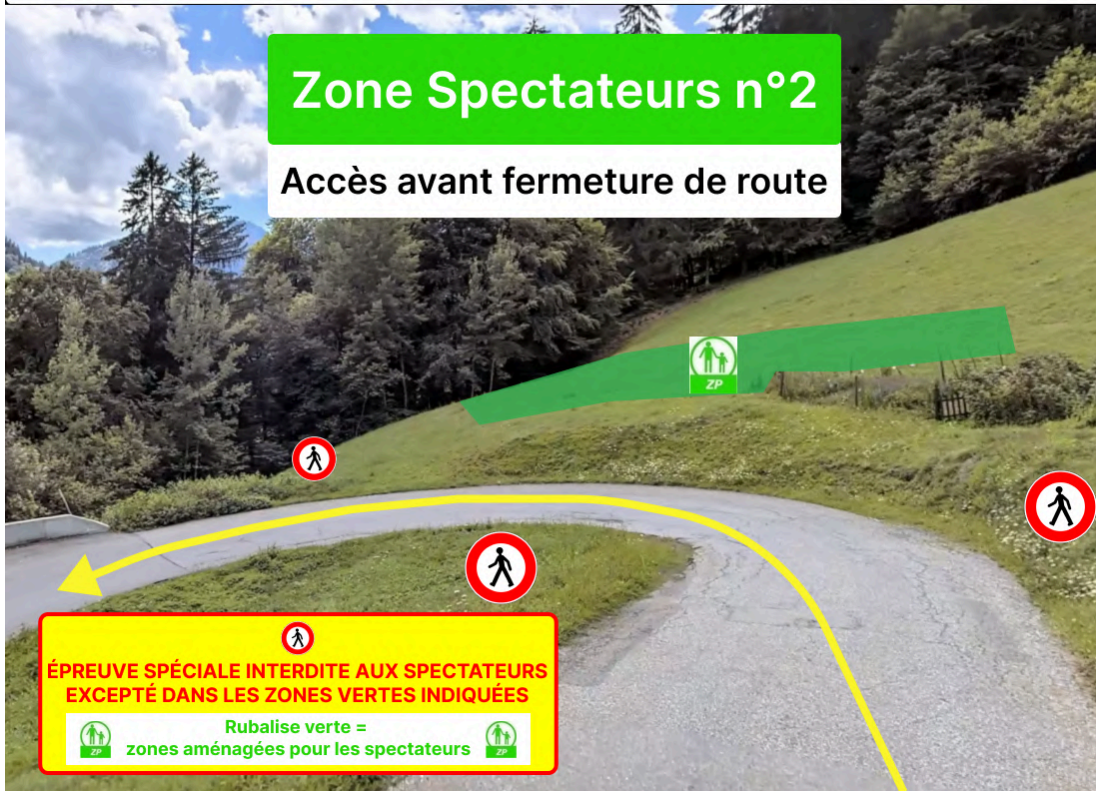 Zone Spectateurs n°2
Accès avant fermeture de route
ZP
ÉPREUVE SPÉCIALE INTERDITE AUX SPECTATEURS
EXCEPTÉ DANS LES ZONES VERTES INDIQUÉES
Rubalise verte =
zones aménagées pour les spectateurs
ZP
ZP